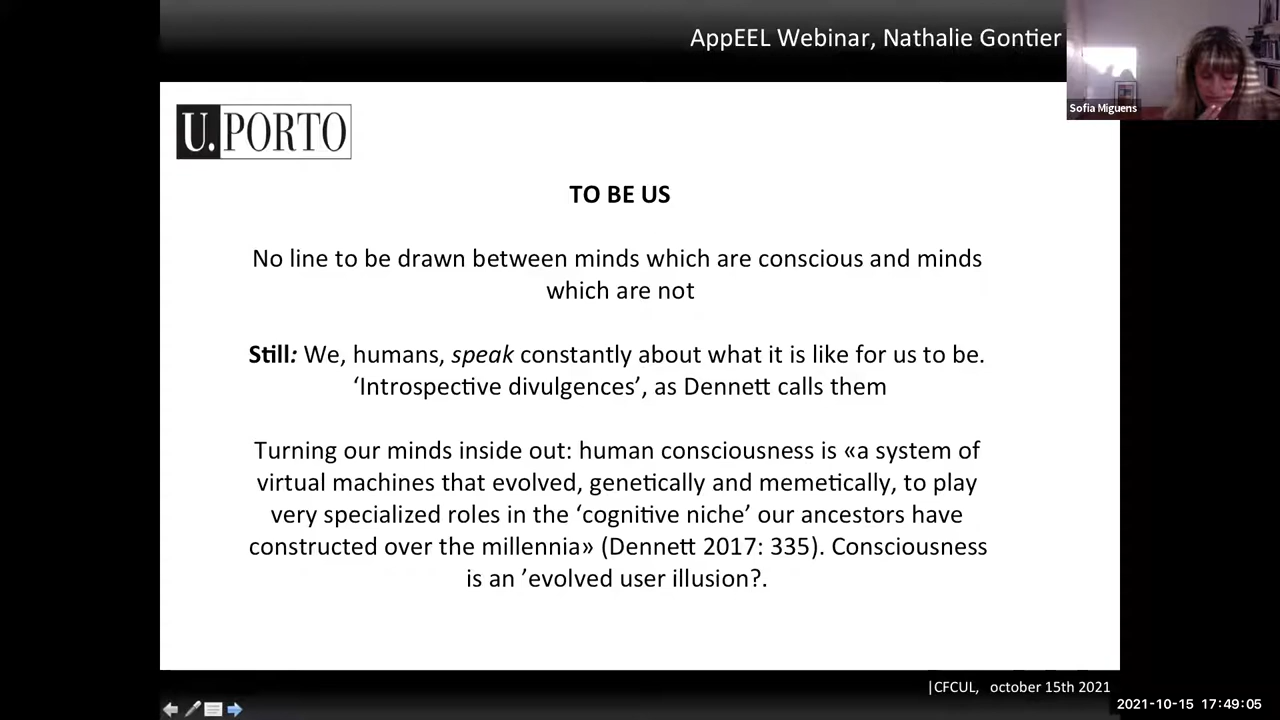 AppEEL Webinar, Nathalie Gontier
Sofia Miguens
U. PORTO
TO BE US
No line to be drawn between minds which are conscious and minds
which are not
Still: We, humans, speak constantly about what it is like for us to be.
‘Introspective divulgences’, as Dennett calls them
Turning our minds inside out: human consciousness is «a system of
virtual machines that evolved, genetically and memetically, to play
very specialized roles in the ‘cognitive niche’ our ancestors have
constructed over the millennia» (Dennett 2017: 335). Consciousness
is an ’evolved user illusion?.
|CFCUL, october 15th 2021
2021-10-15 17:49:05